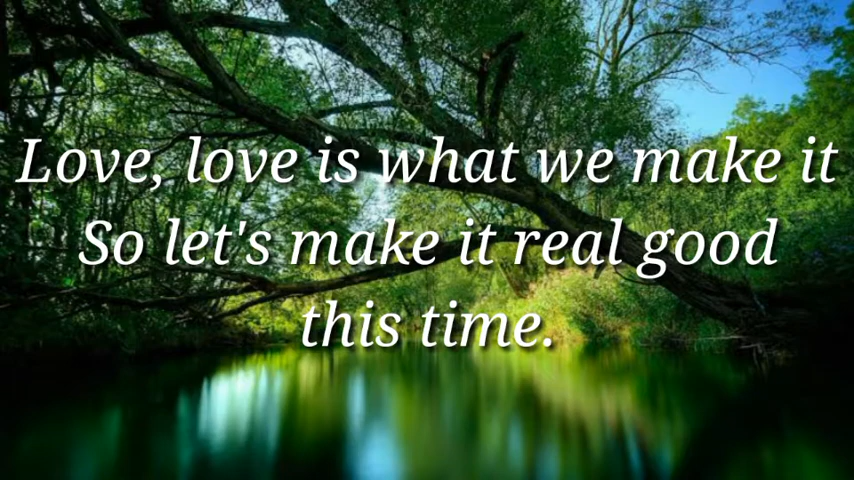 Love, love is what we make it
So let's make it real good
this time.